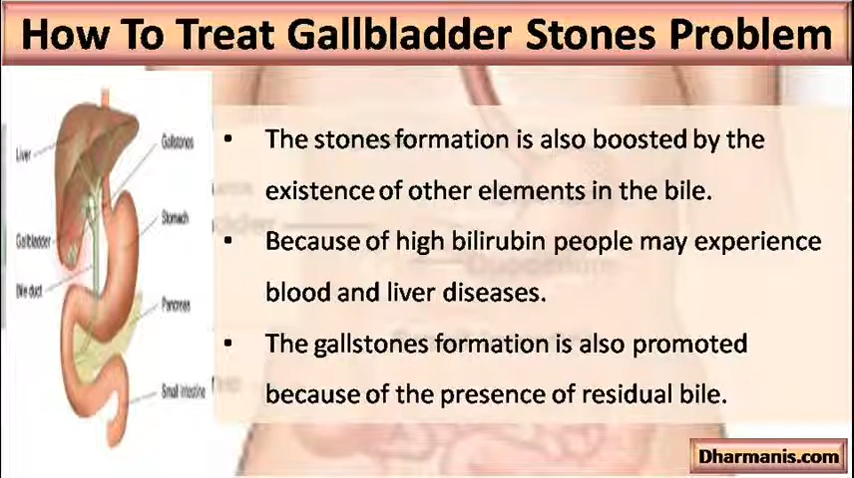 How To Treat Gallbladder Stones Problem
Liver
Gallstones
Stomach
Gallbladder
Bile duct
Pancreas
Small intestine
• The stones formation is also boosted by the
existence of other elements in the bile.
• Because of high bilirubin people may experience
blood and liver diseases.
• The gallstones formation is also promoted
because of the presence of residual bile.
Dharmanis.com